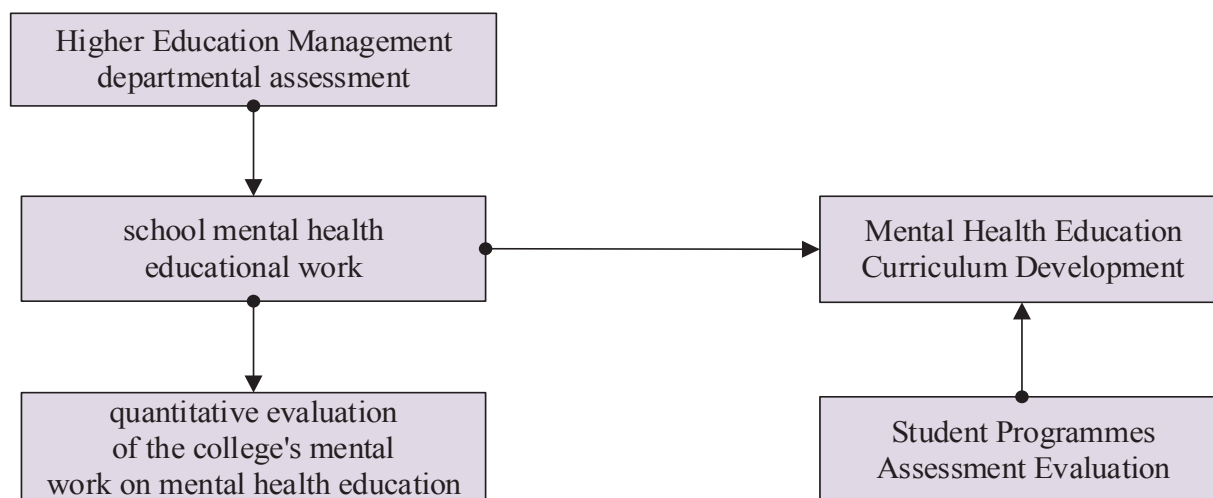 Higher Education Management
departmental assessment
school mental health
educational work
Mental Health Education
Curriculum Development
quantitative evaluation
of the college's mental
work on mental health education
Student Programmes
Assessment Evaluation